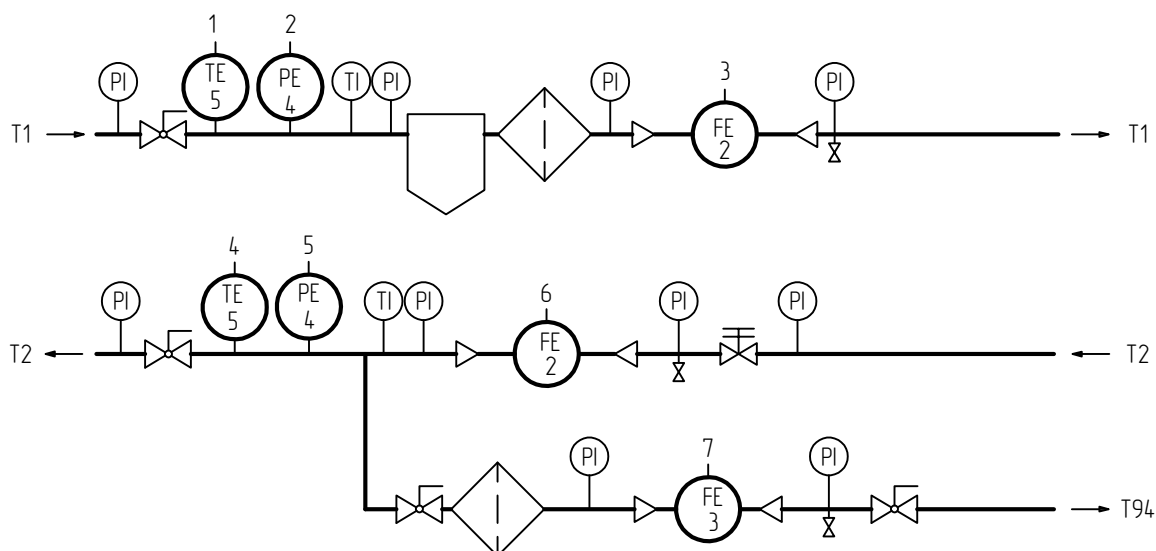 1 2
PI TE 5 PE 4 TI PI PI 3 FE 2 PI
T1 T1
4 5
PI TE 5 PE 4 TI PI 6 FE 2 PI PI
T2 T2
PI 7 FE 3 PI
T94